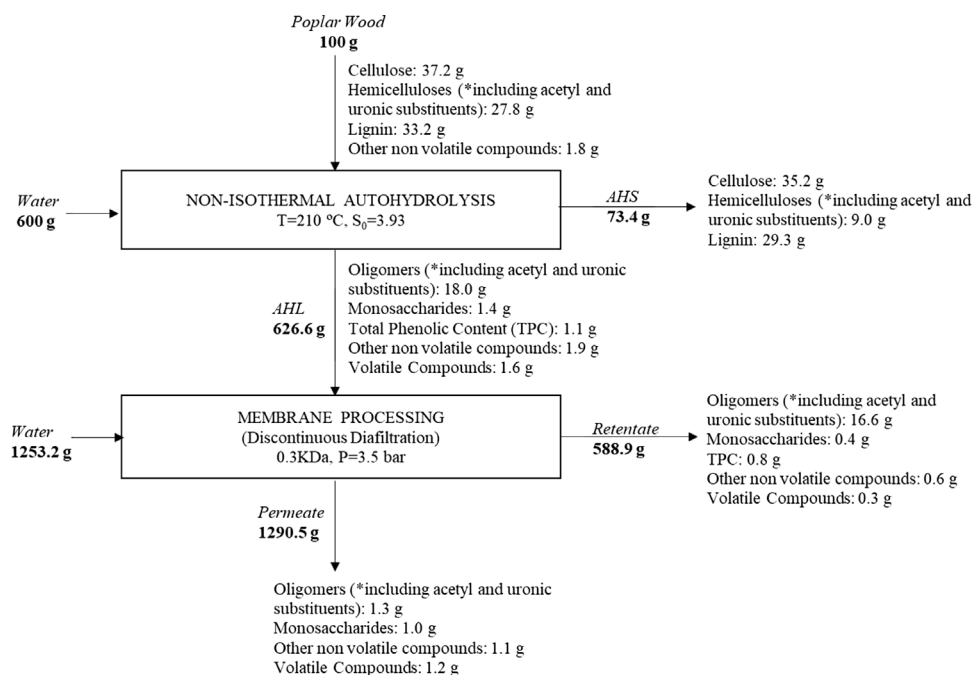 Poplar Wood
100 g
Cellulose: 37.2 g
Hemicelluloses (*including acetyl and
uronic substituents): 27.8 g
Lignin: 33.2 g
Other non volatile compounds: 1.8 g
Water
600 g
NON-ISOTHERMAL AUTOHYDROLYSIS
T=210 ºC, S0=3.93
AHS
73.4 g
Cellulose: 35.2 g
Hemicelluloses (*including acetyl and
uronic substituents): 9.0 g
Lignin: 29.3 g
AHL
626.6 g
Oligomers (*including acetyl and uronic
substituents): 18.0 g
Monosaccharides: 1.4 g
Total Phenolic Content (TPC): 1.1 g
Other non volatile compounds: 1.9 g
Volatile Compounds: 1.6 g
Water
1253.2 g
MEMBRANE PROCESSING
(Discontinuous Diafiltration)
0.3KDa, P=3.5 bar
Retentate
588.9 g
Oligomers (*including acetyl and
uronic substituents): 16.6 g
Monosaccharides: 0.4 g
TPC: 0.8 g
Other non volatile compounds: 0.6 g
Volatile Compounds: 0.3 g
Permeate
1290.5 g
Oligomers (*including acetyl and uronic
substituents): 1.3 g
Monosaccharides: 1.0 g
Other non volatile compounds: 1.1 g
Volatile Compounds: 1.2 g